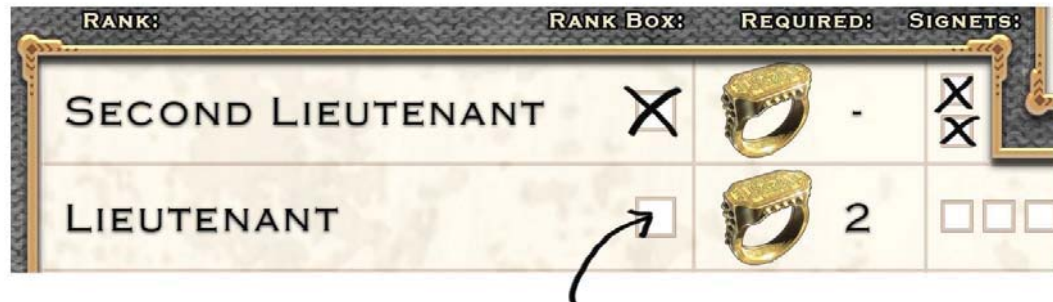 RANK: RANK BOX: REQUIRED: SIGNETS:
SECOND LIEUTENANT X - X X
LIEUTENANT 2